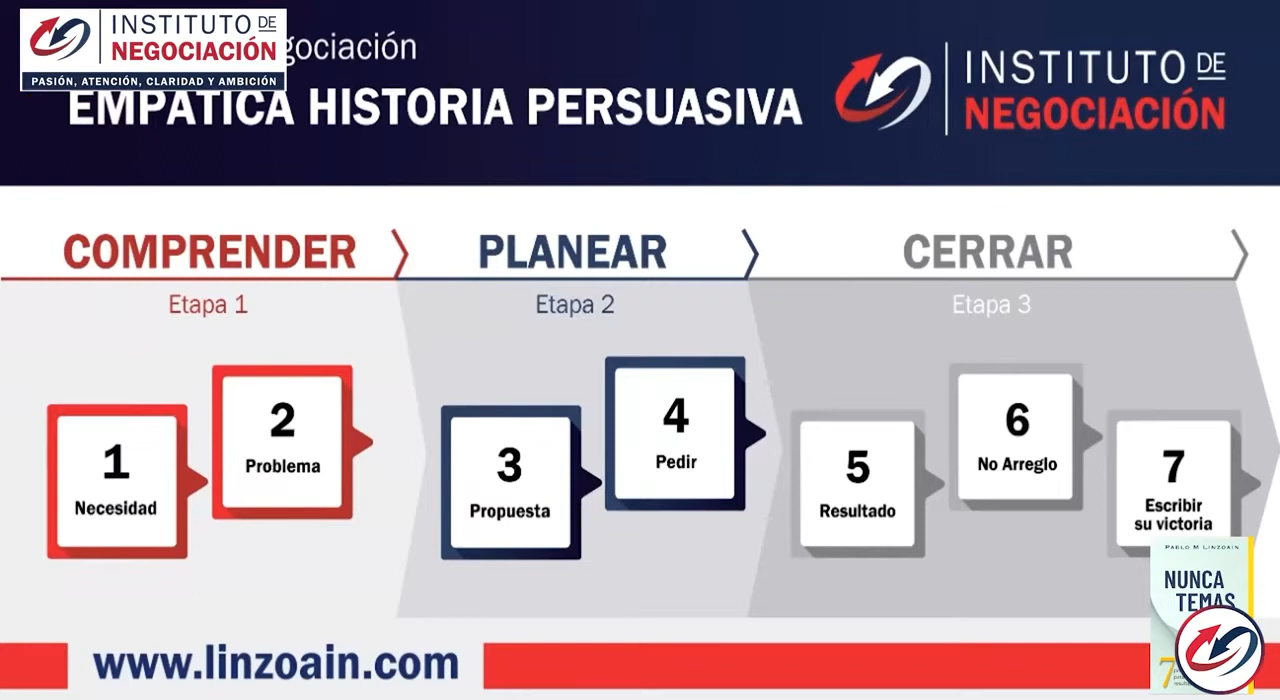 INSTITUTO DE
NEGOCIACIÓN
PASIÓN, ATENCIÓN, CLARIDAD Y AMBICIÓN
EMPÁTICA HISTORIA PERSUASIVA
INSTITUTO DE
NEGOCIACIÓN
COMPRENDER
PLANEAR
CERRAR
Etapa 1
Etapa 2
Etapa 3
1
Necesidad
2
Problema
3
Propuesta
4
Pedir
5
Resultado
6
No Arreglo
7
Escribir
su victoria
PABLO M LINZOAIN
NUNCA
TEMAS
7
www.linzoain.com